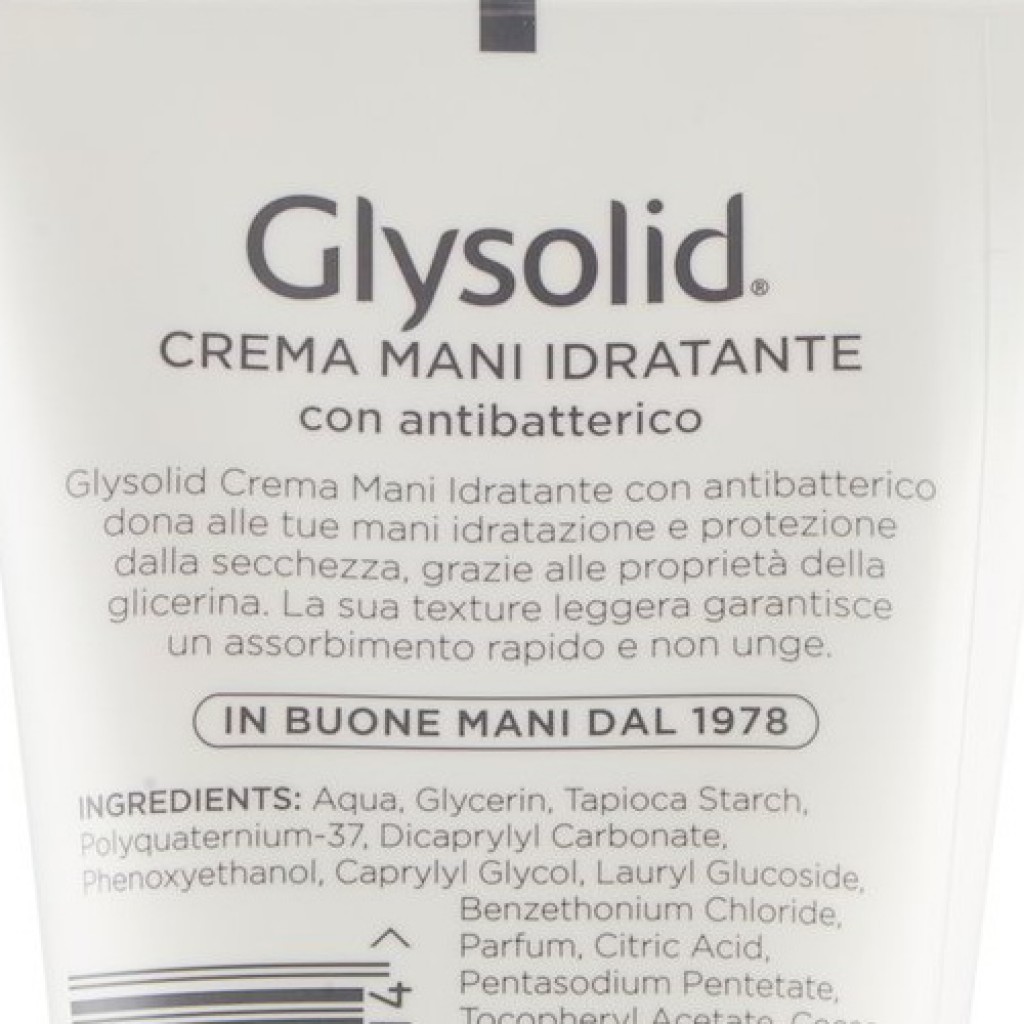 Glysolid®
CREMA MANI IDRATANTE
con antibatterico
Glysolid Crema Mani Idratante con antibatterico
dona alle tue mani idratazione e protezione
dalla secchezza, grazie alle proprietà della
glicerina. La sua texture leggera garantisce
un assorbimento rapido e non unge.
IN BUONE MANI DAL 1978
INGREDIENTS: Aqua, Glycerin, Tapioca Starch,
Polyquaternium-37, Dicaprylyl Carbonate,
Phenoxyethanol, Caprylyl Glycol, Lauryl Glucoside,
Benzethonium Chloride,
Parfum, Citric Acid,
Pentasodium Pentetate,
Tocopheryl Acetate,